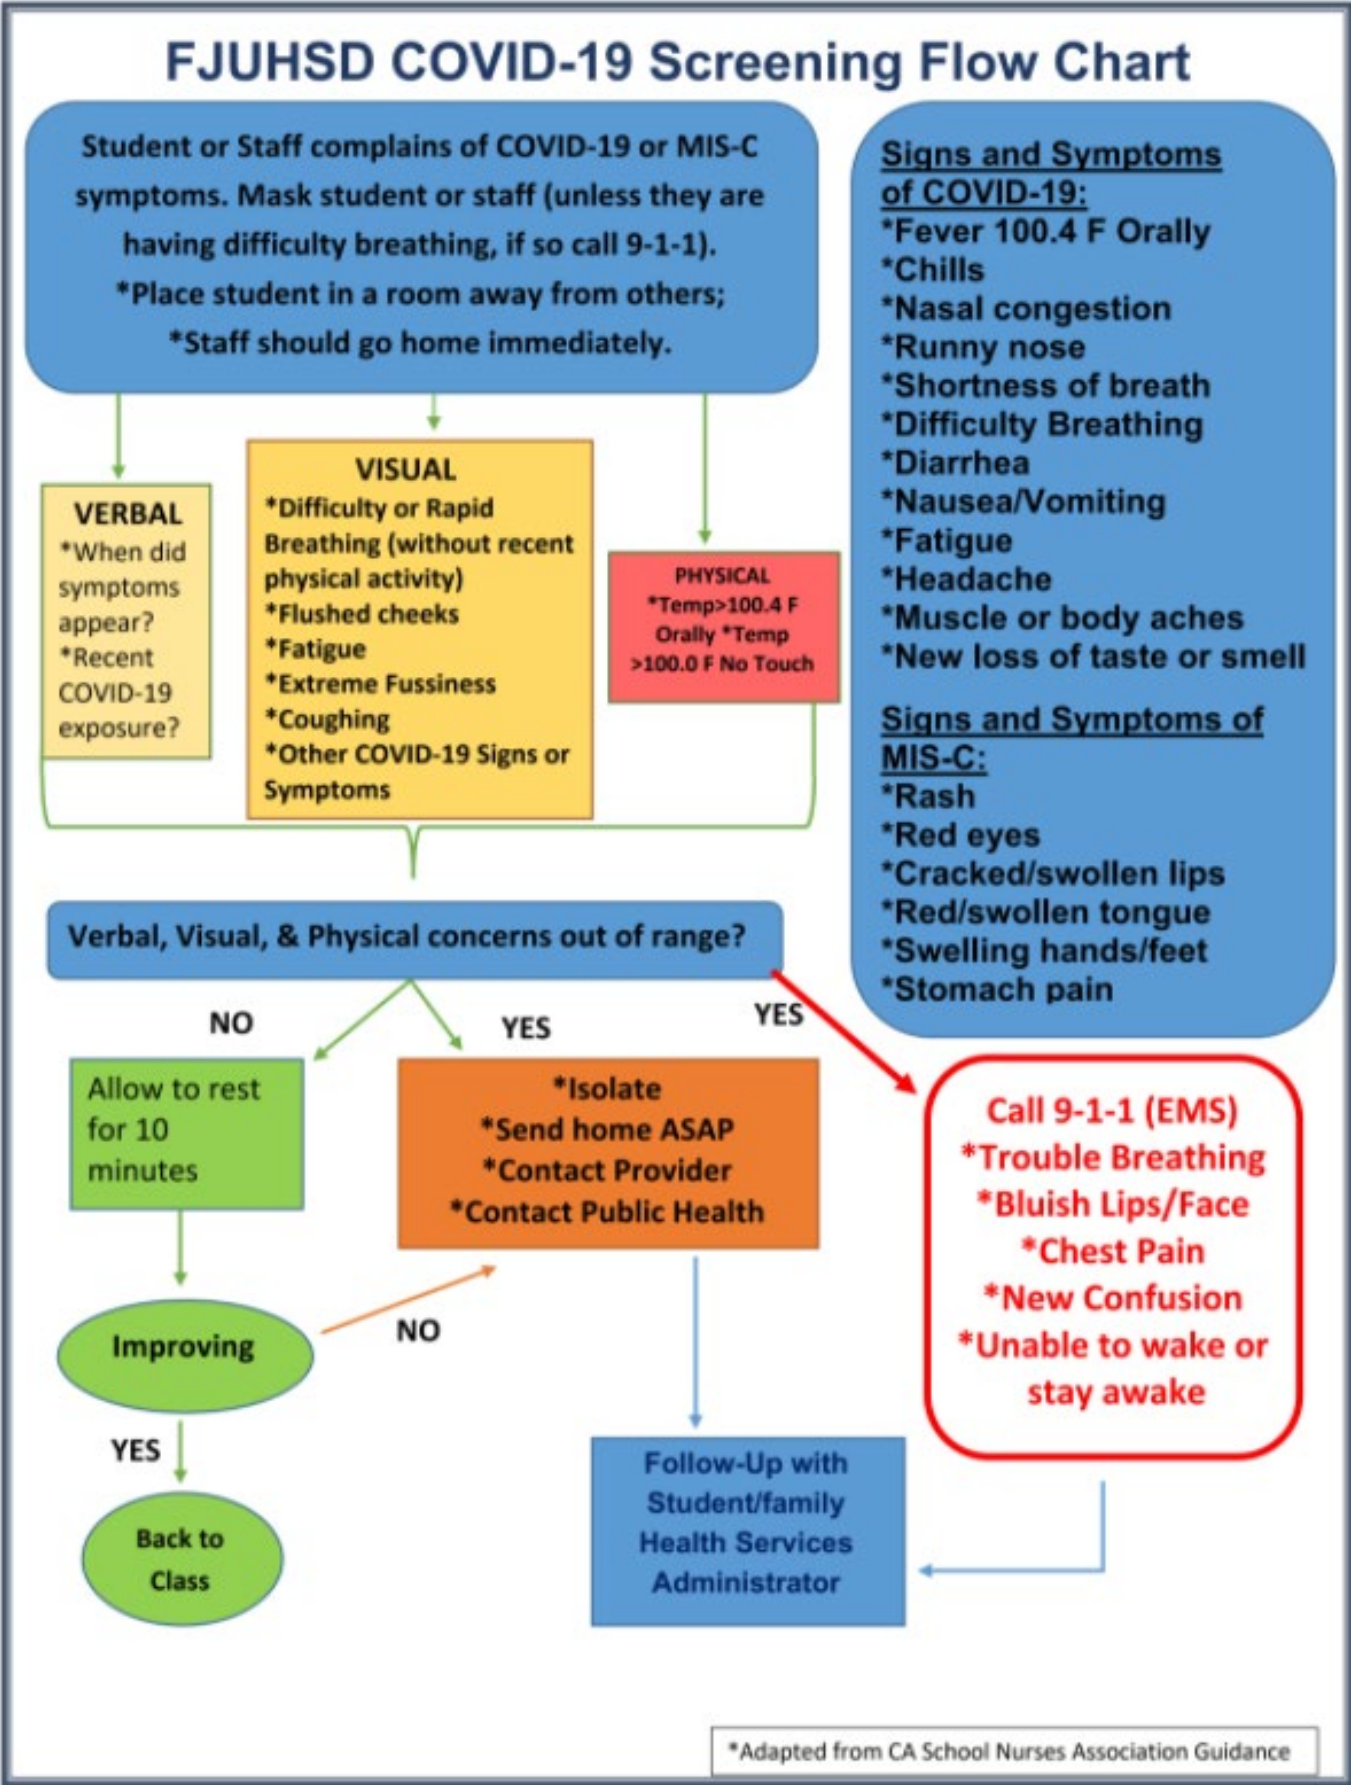 FJUHSD COVID-19 Screening Flow Chart
Student or Staff complains of COVID-19 or MIS-C
symptoms. Mask student or staff (unless they are
having difficulty breathing, if so call 9-1-1).
*Place student in a room away from others;
*Staff should go home immediately.
Signs and Symptoms
of COVID-19:
*Fever 100.4 F Orally
*Chills
*Nasal congestion
*Runny nose
*Shortness of breath
*Difficulty Breathing
*Diarrhea
*Nausea/Vomiting
*Fatigue
*Headache
*Muscle or body aches
*New loss of taste or smell
Signs and Symptoms of
MIS-C:
*Rash
*Red eyes
*Cracked/swollen lips
*Red/swollen tongue
*Swelling hands/feet
*Stomach pain
VERBAL
*When did
symptoms
appear?
*Recent
COVID-19
exposure?
VISUAL
*Difficulty or Rapid
Breathing (without recent
physical activity)
*Flushed cheeks
*Fatigue
*Extreme Fussiness
*Coughing
*Other COVID-19 Signs or
Symptoms
PHYSICAL
*Temp>100.4 F
Orally *Temp
>100.0 F No Touch
Verbal, Visual, & Physical concerns out of range?
NO
YES
YES
Allow to rest
for 10
minutes
*Isolate
*Send home ASAP
*Contact Provider
*Contact Public Health
Call 9-1-1 (EMS)
*Trouble Breathing
*Bluish Lips/Face
*Chest Pain
*New Confusion
*Unable to wake or
stay awake
Improving
NO
YES
Back to
Class
Follow-Up with
Student/family
Health Services
Administrator
*Adapted from CA School Nurses Association Guidance